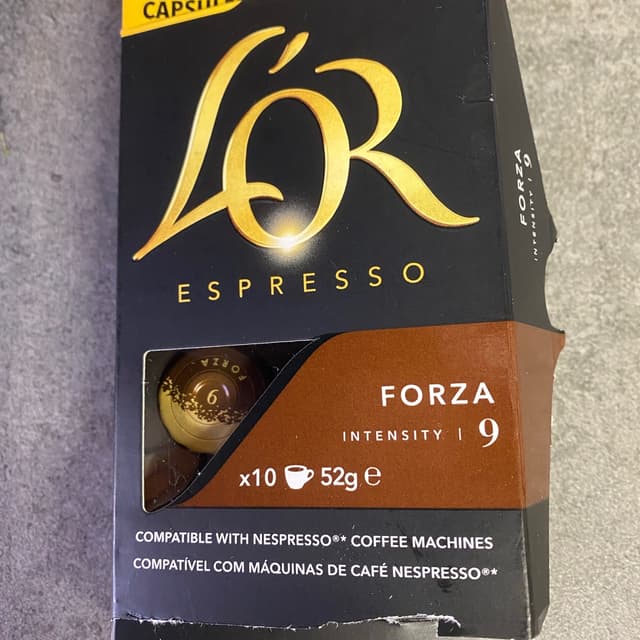 CAPSULE
L'OR
ESPRESSO
FORZA
INTENSITY | 9
x10 52g ℮
COMPATIBLE WITH NESPRESSO®* COFFEE MACHINES
COMPATÍVEL COM MÁQUINAS DE CAFÉ NESPRESSO®*
FORZA
9
FORZA
INTENSITY | 9